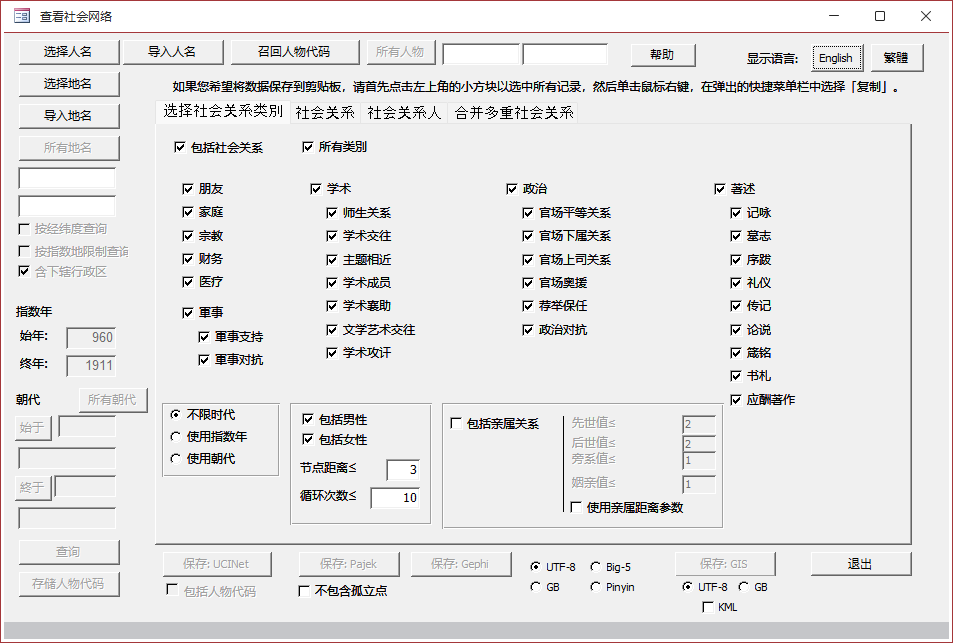 查看社会网络
选择人名 导入人名 召回人物代码 所有人物 帮助 显示语言: English 繁體
选择地名 如果您希望将数据保存到剪贴板，请首先点击左上角的小方块以选中所有记录，然后单击鼠标右键，在弹出的快捷菜单栏中选择「复制」。
导入地名 选择社会关系类别 社会关系 社会关系人 合并多重社会关系
所有地名 包括社会关系 所有类别
朋友 学术 政治 著述
家庭 师生关系 官场平等关系 记咏
宗教 学术交往 官场下属关系 墓志
按经纬度查询 财务 主题相近 官场上司关系 序跋
按指数地限制查询
含下辖行政区 医疗 学术成员 官场奥援 礼仪
指数年 軍事 学术襄助 荐举保任 传记
始年: 960 軍事支持 文学艺术交往 政治对抗 论说
终年: 1911 軍事对抗 学术攻讦 箴铭
书札
朝代 所有朝代 应酬著作
始于 不限时代 包括男性 包括亲属关系 先世值≤ 2
使用指数年 包括女性 后世值≤ 2
使用朝代 节点距离≤ 3 旁系值≤ 1
終于 循环次数≤ 10 姻亲值≤ 1
使用亲属距离参数
查询 保存: UCINet 保存: Pajek 保存: Gephi UTF-8 Big-5 保存: GIS 退出
存储人物代码 包括人物代码 不包含孤立点 GB Pinyin UTF-8 GB
KML